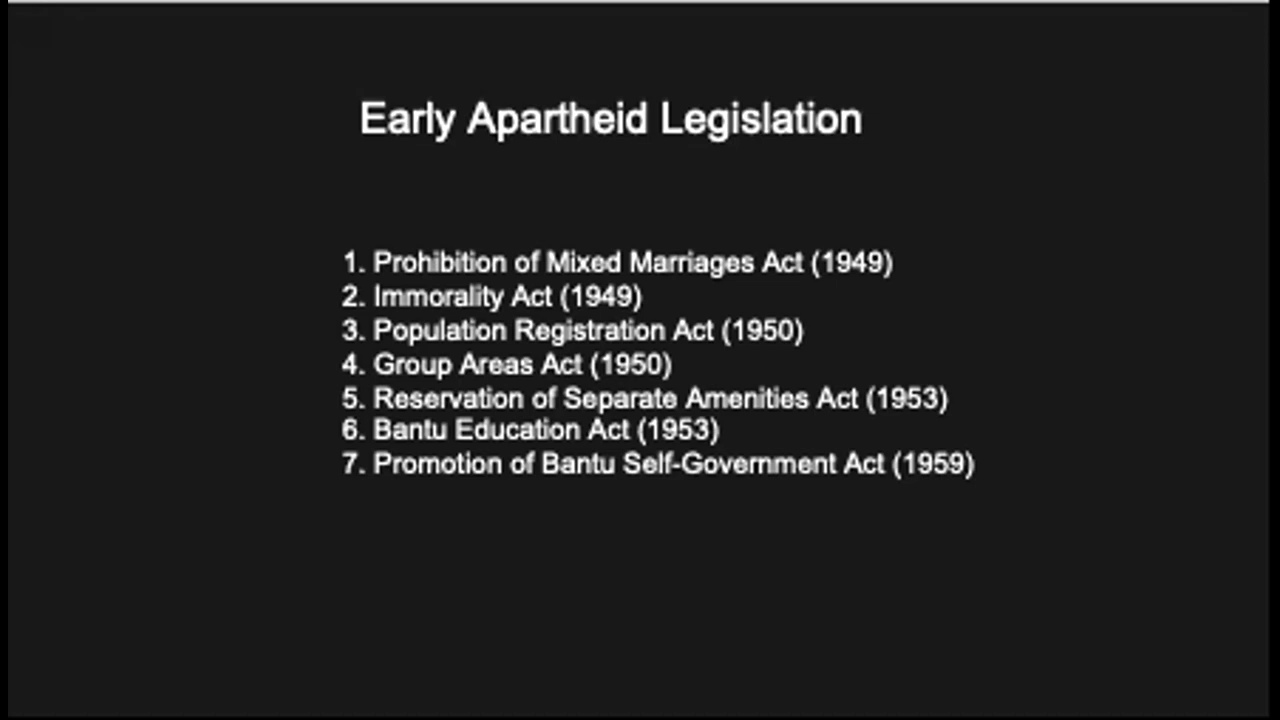 Early Apartheid Legislation
1. Prohibition of Mixed Marriages Act (1949)
2. Immorality Act (1949)
3. Population Registration Act (1950)
4. Group Areas Act (1950)
5. Reservation of Separate Amenities Act (1953)
6. Bantu Education Act (1953)
7. Promotion of Bantu Self-Government Act (1959)